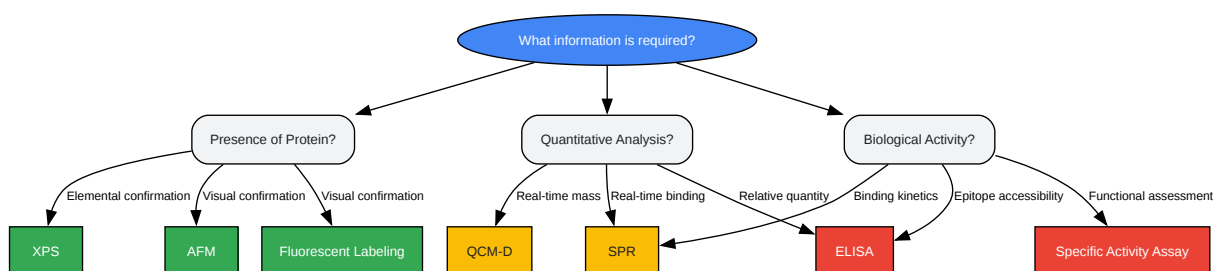 What information is required?
Presence of Protein?
Quantitative Analysis?
Biological Activity?
Elemental confirmation
Visual confirmation
Visual confirmation
Real-time mass
Real-time binding
Relative quantity
Binding kinetics
Epitope accessibility
Functional assessment
XPS
AFM
Fluorescent Labeling
QCM-D
SPR
ELISA
Specific Activity Assay